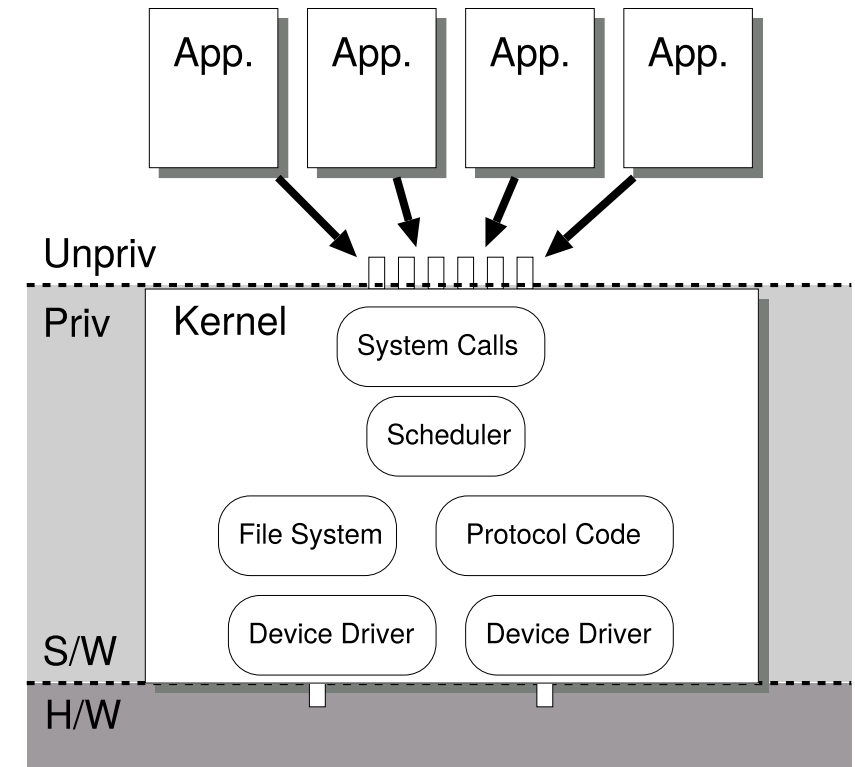 App.
App.
App.
App.
Unpriv
Priv
Kernel
System Calls
Scheduler
File System
Protocol Code
Device Driver
Device Driver
S/W
H/W